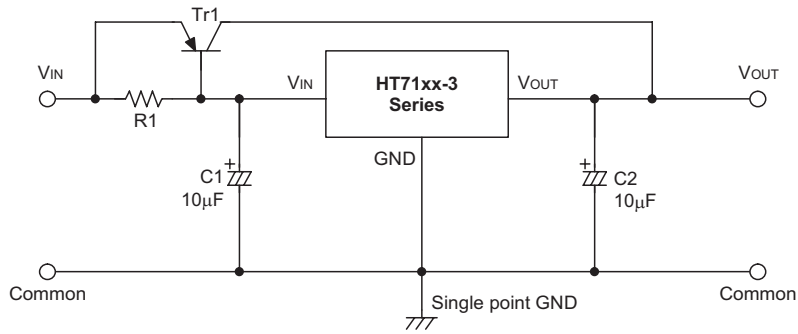 Tr1
VIN
R1
VIN
HT71xx-3
Series
VOUT
VOUT
GND
C1
10μF
C2
10μF
Common
Single point GND
Common